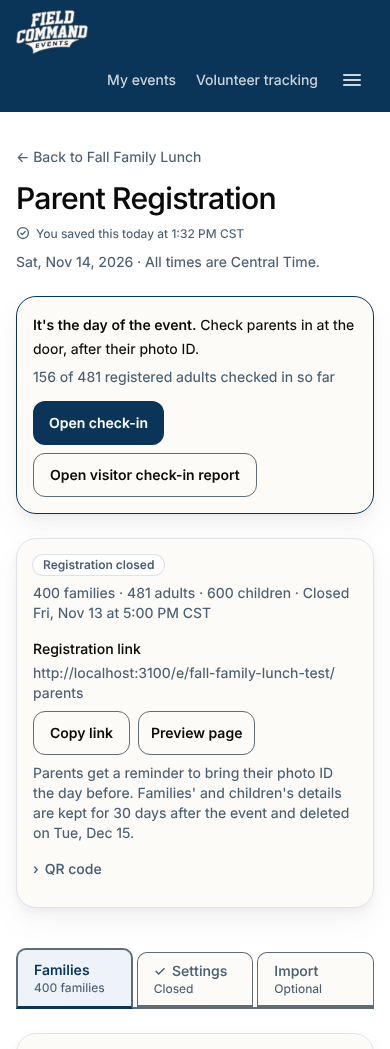 FIELD
COMMAND
EVENTS
My events
Volunteer tracking
← Back to Fall Family Lunch
Parent Registration
You saved this today at 1:32 PM CST
Sat, Nov 14, 2026 · All times are Central Time.
It's the day of the event. Check parents in at the
door, after their photo ID.
156 of 481 registered adults checked in so far
Open check-in
Open visitor check-in report
Registration closed
400 families · 481 adults · 600 children · Closed
Fri, Nov 13 at 5:00 PM CST
Registration link
http://localhost:3100/e/fall-family-lunch-test/
parents
Copy link
Preview page
Parents get a reminder to bring their photo ID
the day before. Families' and children's details
are kept for 30 days after the event and deleted
on Tue, Dec 15.
› QR code
Families
400 families
✓ Settings
Closed
Import
Optional